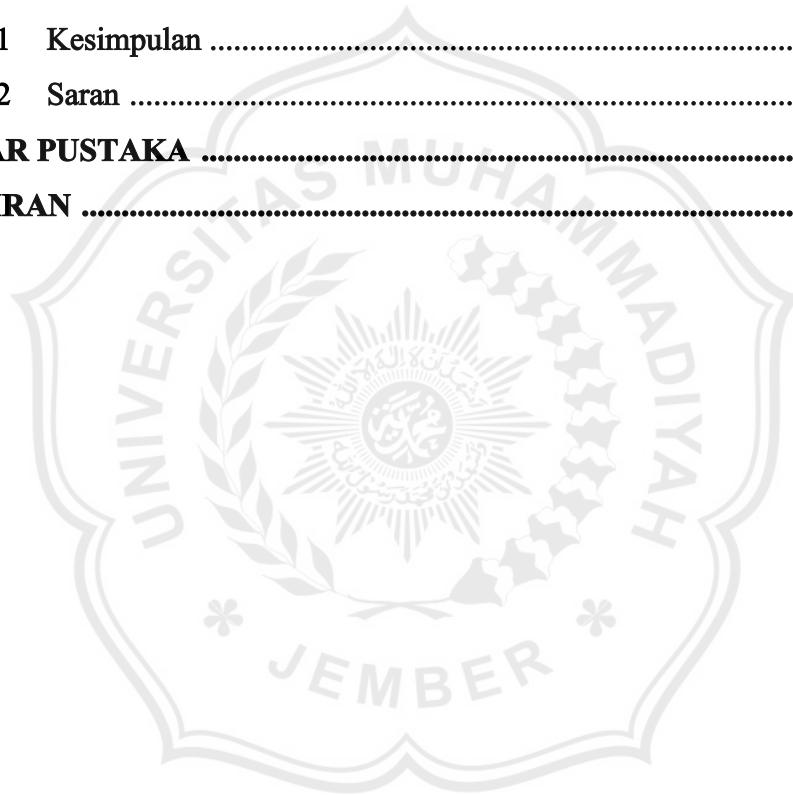 1 Kesimpulan ........................................................................
2 Saran ........................................................................
AR PUSTAKA ........................................................................
IRAN ........................................................................
UNIVERSITAS MUHAMMADIYAH
JEMBER